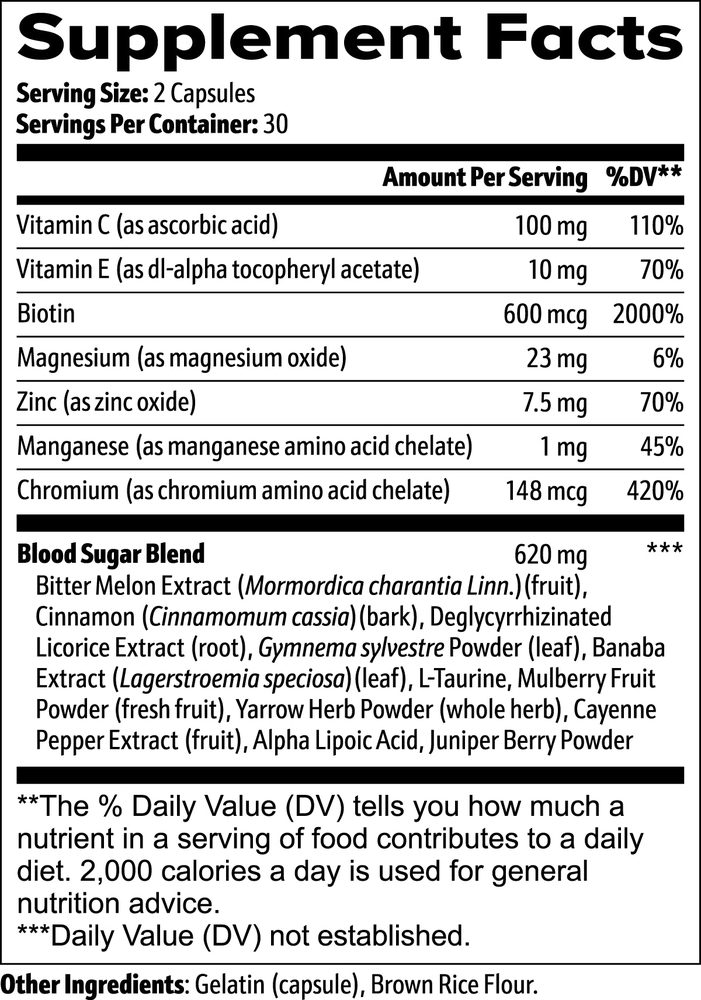 Supplement Facts
Serving Size: 2 Capsules
Servings Per Container: 30
Amount Per Serving %DV**
Vitamin C (as ascorbic acid) 100 mg 110%
Vitamin E (as dl-alpha tocopheryl acetate) 10 mg 70%
Biotin 600 mcg 2000%
Magnesium (as magnesium oxide) 23 mg 6%
Zinc (as zinc oxide) 7.5 mg 70%
Manganese (as manganese amino acid chelate) 1 mg 45%
Chromium (as chromium amino acid chelate) 148 mcg 420%
Blood Sugar Blend 620 mg ***
Bitter Melon Extract (Mormordica charantia Linn.)(fruit),
Cinnamon (Cinnamomum cassia)(bark), Deglycyrrhizinated
Licorice Extract (root), Gymnema sylvestre Powder (leaf), Banaba
Extract (Lagerstroemia speciosa)(leaf), L-Taurine, Mulberry Fruit
Powder (fresh fruit), Yarrow Herb Powder (whole herb), Cayenne
Pepper Extract (fruit), Alpha Lipoic Acid, Juniper Berry Powder
**The % Daily Value (DV) tells you how much a
nutrient in a serving of food contributes to a daily
diet. 2,000 calories a day is used for general
nutrition advice.
***Daily Value (DV) not established.
Other Ingredients: Gelatin (capsule), Brown Rice Flour.